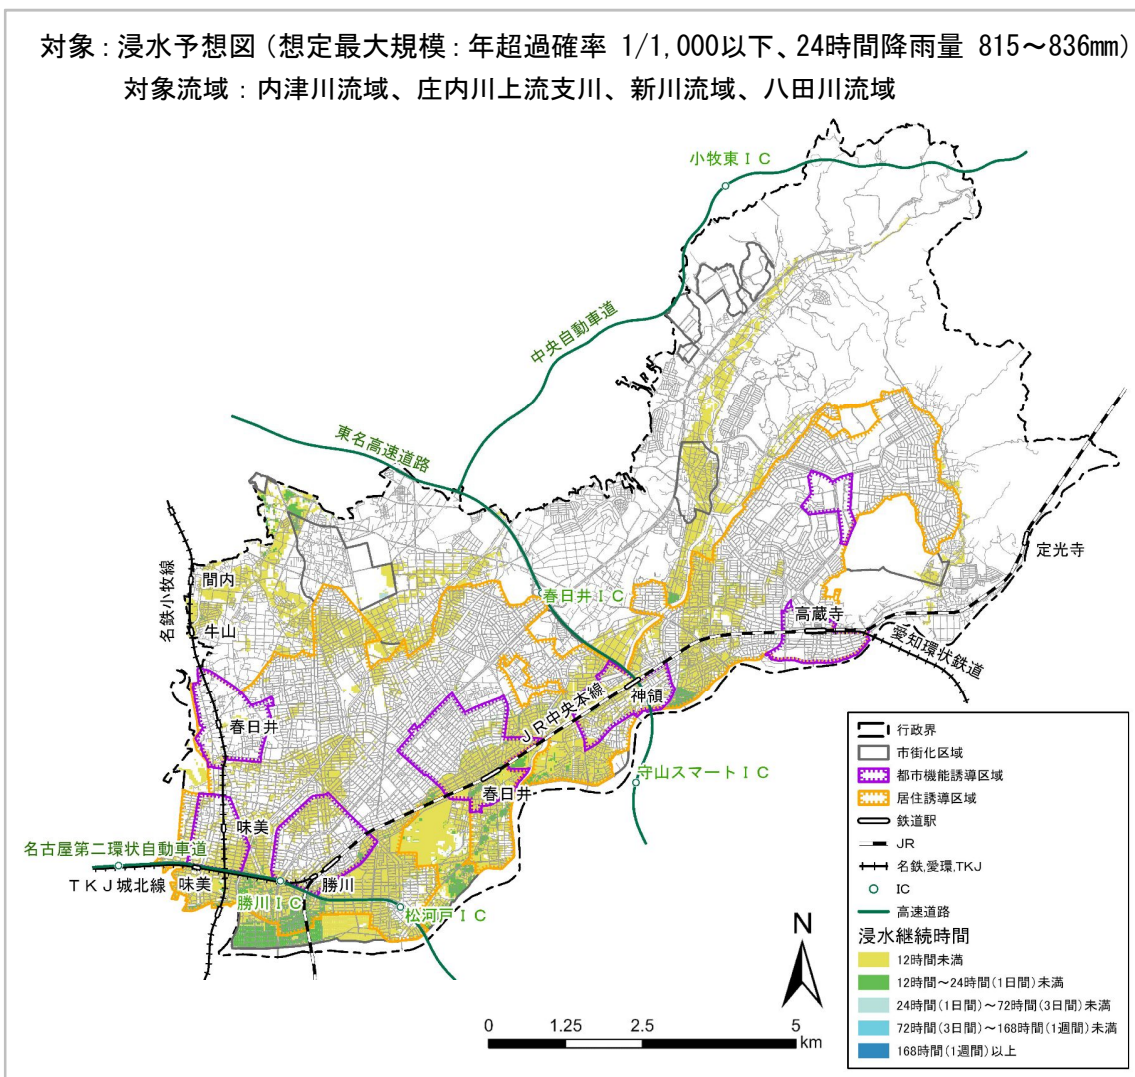 対象：浸水予想図（想定最大規模：年超過確率 1/1,000以下、24時間降雨量 815～836mm）
対象流域：内津川流域、庄内川上流支川、新川流域、八田川流域
小牧東ＩＣ
中央自動車道
東名高速道路
定光寺
名鉄小牧線
間内
春日井ＩＣ
牛山
高蔵寺
愛知環状鉄道
神領
ＪＲ中央本線
春日井
守山スマートＩＣ
春日井
味美
名古屋第二環状自動車道
ＴＫＪ城北線
味美
勝川
勝川ＩＣ
松河戸ＩＣ
行政界
市街化区域
都市機能誘導区域
居住誘導区域
鉄道駅
JR
名鉄,愛環,TKJ
IC
高速道路
浸水継続時間
12時間未満
12時間～24時間(1日間)未満
24時間(1日間)～72時間(3日間)未満
72時間(3日間)～168時間(1週間)未満
168時間(1週間)以上
N
0 1.25 2.5 5
km